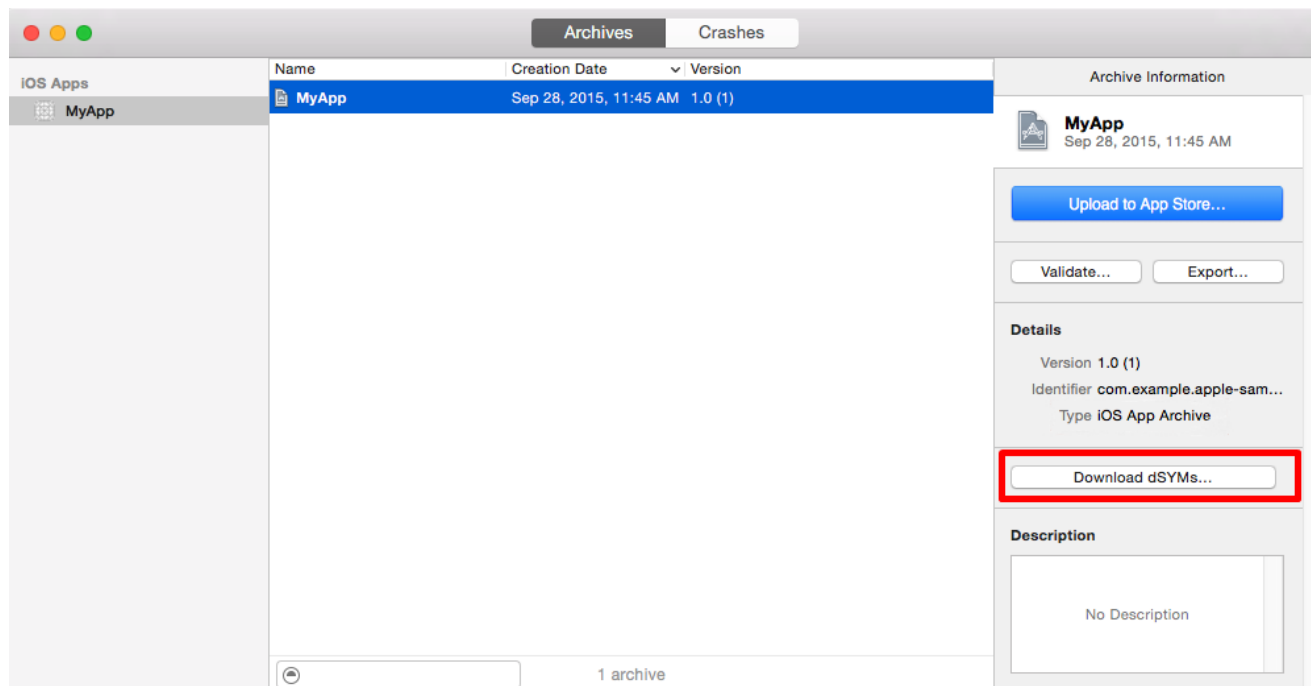 Archives Crashes
iOS Apps
MyApp
Name Creation Date Version
MyApp Sep 28, 2015, 11:45 AM 1.0 (1)
1 archive
Archive Information
MyApp
Sep 28, 2015, 11:45 AM
Upload to App Store...
Validate... Export...
Details
Version 1.0 (1)
Identifier com.example.apple-sam...
Type iOS App Archive
Download dSYMs...
Description
No Description